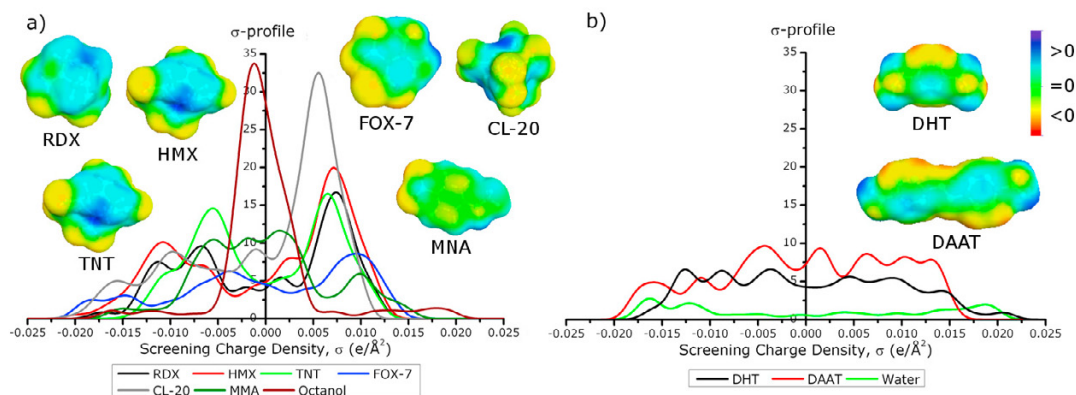 a)
σ-profile
RDX
HMX
TNT
FOX-7
CL-20
MNA
35
30
25
20
15
10
5
0
-0.025 -0.020 -0.015 -0.010 -0.005 0.000 0.005 0.010 0.015 0.020 0.025
Screening Charge Density, σ (e/Å²)
RDX HMX TNT FOX-7
CL-20 MMA Octanol
b)
σ-profile
>0
=0
<0
DHT
DAAT
35
30
25
20
15
10
5
0
-0.025 -0.020 -0.015 -0.010 -0.005 0.000 0.005 0.010 0.015 0.020 0.025
Screening Charge Density, σ (e/Å²)
DHT DAAT Water